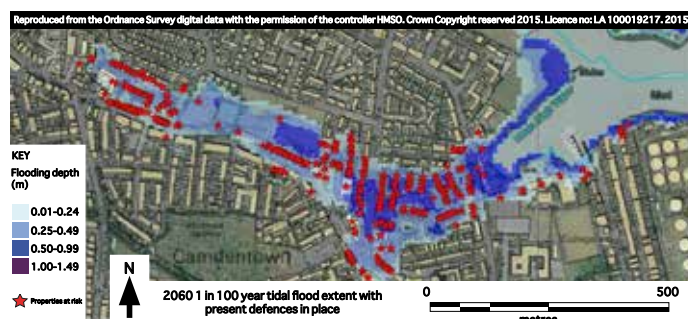 Reproduced from the Ordnance Survey digital data with the permission of the controller HMSO. Crown Copyright reserved 2015. Licence no: LA 100019217. 2015
KEY
Flooding depth
(m)
0.01-0.24
0.25-0.49
0.50-0.99
1.00-1.49
Properties at risk
Camdentown
N
2060 1 in 100 year tidal flood extent with
present defences in place
0
500
metres